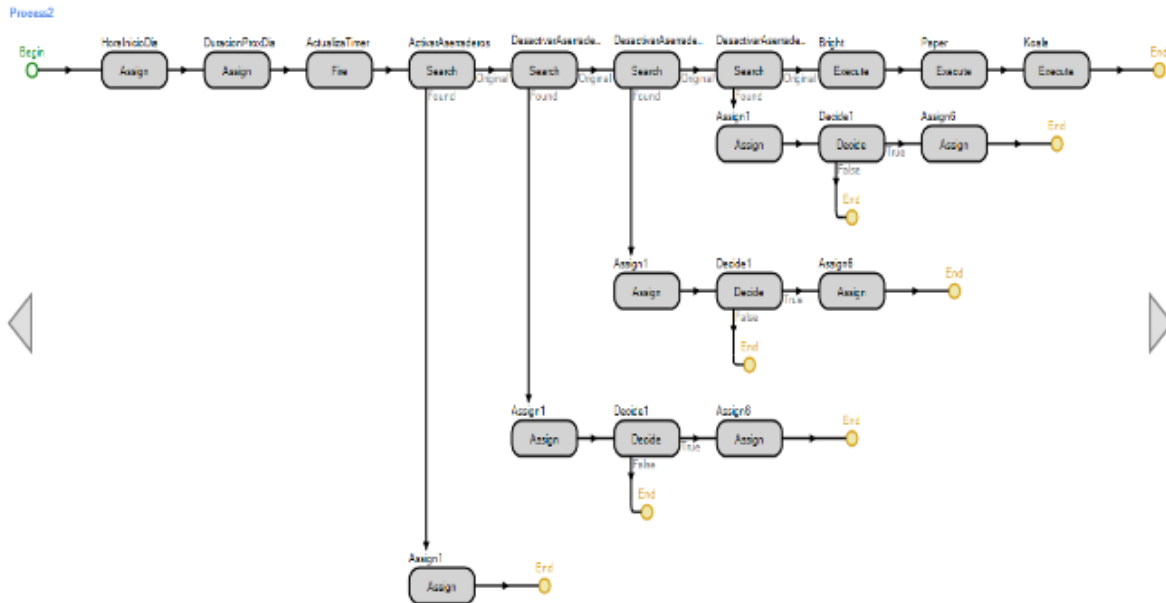 Process2
Begin
HoraInicioDia
DuracionProxDia
ActualizaTimer
ActivarAserraderos
DesactivarAserrade...
DesactivarAserrade...
DesactivarAserrade...
Bright
Paper
Koala
End
Assign
Assign
Fire
Search
Original
Search
Original
Search
Original
Search
Original
Execute
Execute
Execute
Found
Found
Found
Found
Assign1
Decide1
Assign6
End
Assign
Decide
True
Assign
False
End
Assign1
Decide1
Assign6
End
Assign
Decide
True
Assign
False
End
Assign1
Decide1
Assign6
End
Assign
Decide
True
Assign
False
End
Assign1
End
Assign